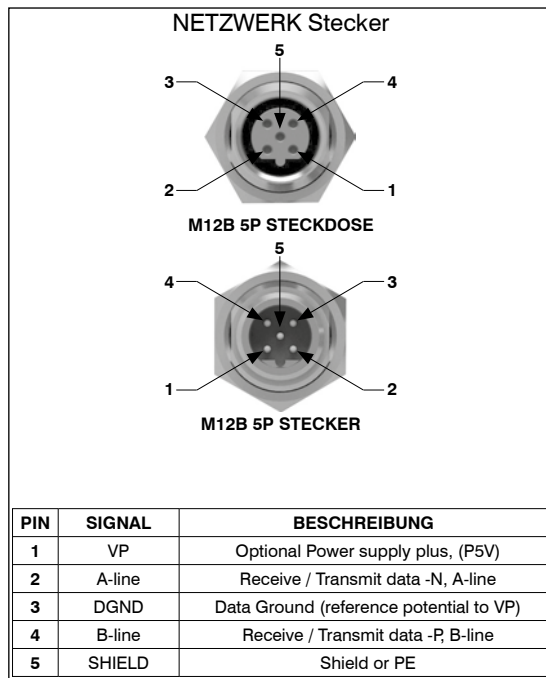 NETZWERK Stecker
5
3 4
2 1
M12B 5P STECKDOSE
5
4 3
1 2
M12B 5P STECKER
PIN SIGNAL BESCHREIBUNG
1 VP Optional Power supply plus, (P5V)
2 A-line Receive / Transmit data -N, A-line
3 DGND Data Ground (reference potential to VP)
4 B-line Receive / Transmit data -P, B-line
5 SHIELD Shield or PE